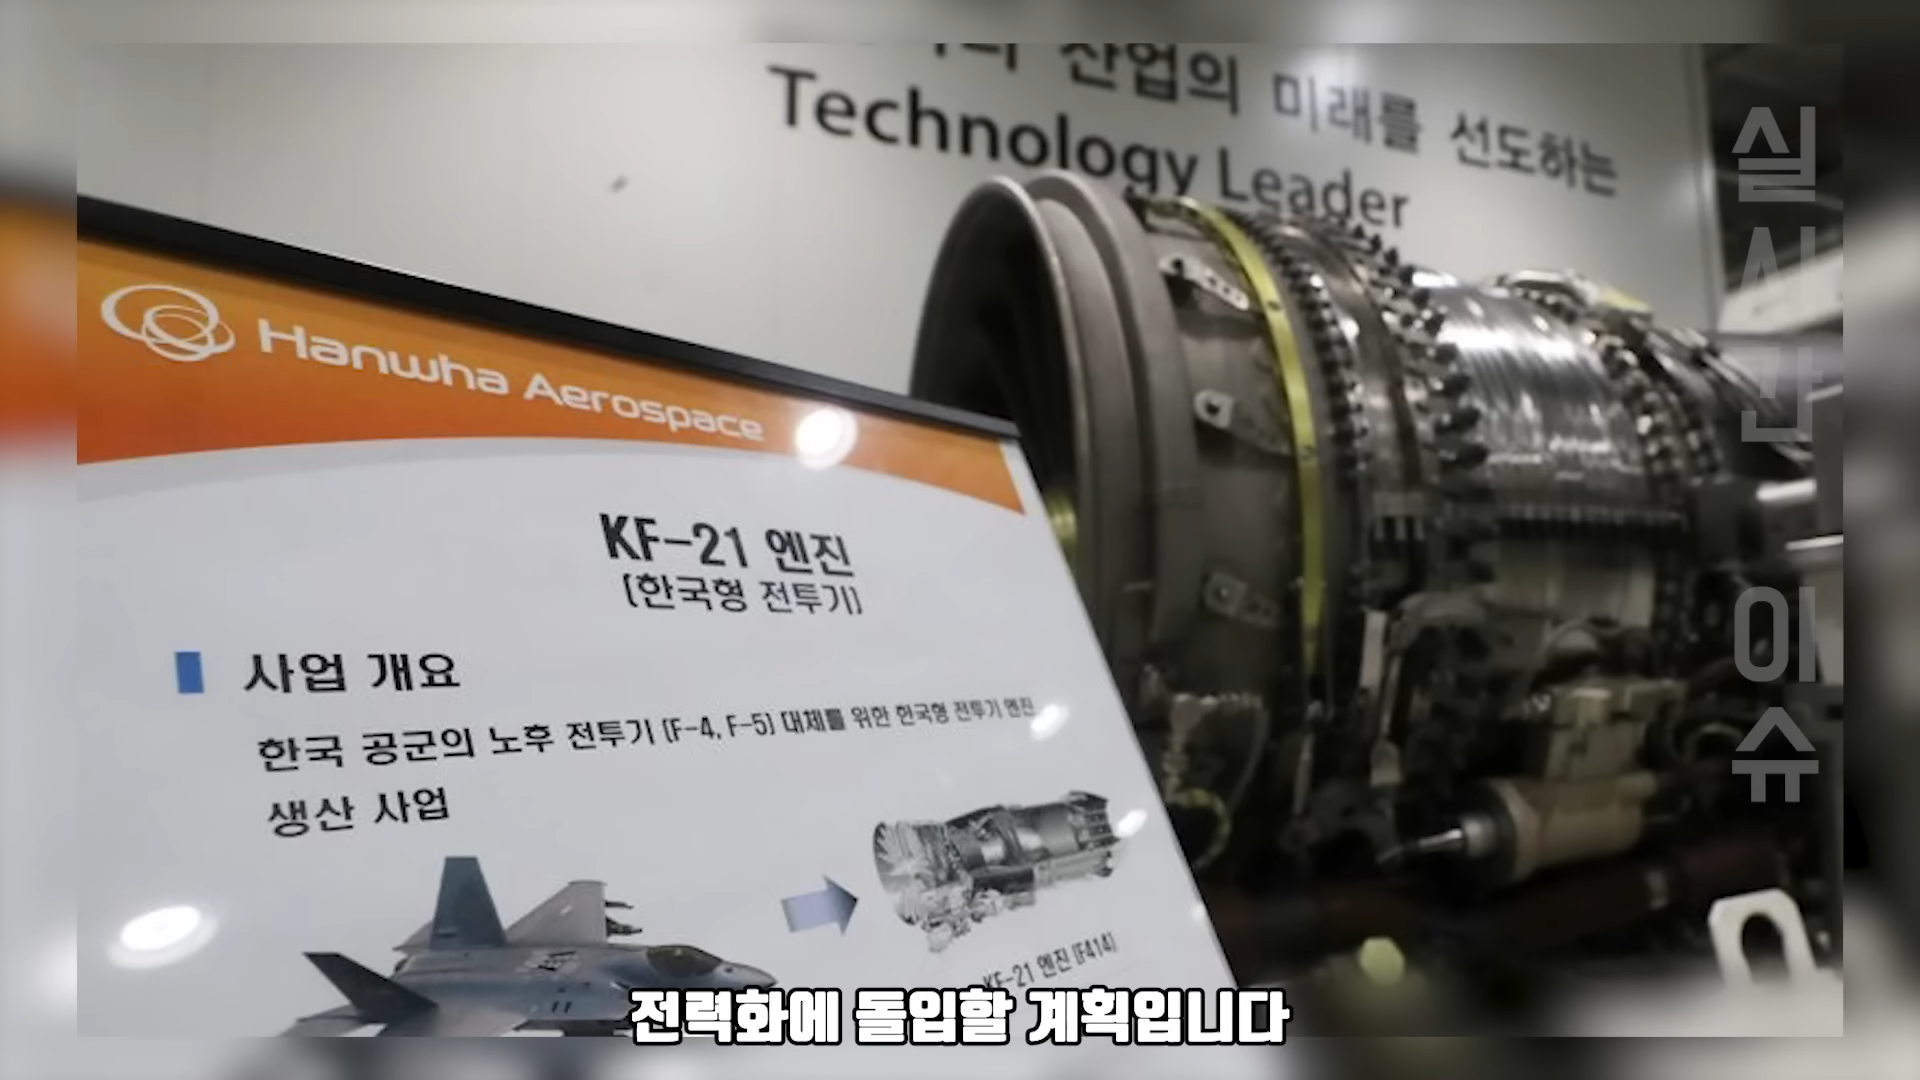 산업의 미래를 선도하는
Technology Leader
Hanwha Aerospace
KF-21 엔진
(한국형 전투기)
사업 개요
한국 공군의 노후 전투기 (F-4, F-5) 대체를 위한 한국형 전투기 엔진
생산 사업
KF-21 엔진 (F414)
실시간 이슈
전력화에 돌입할 계획입니다